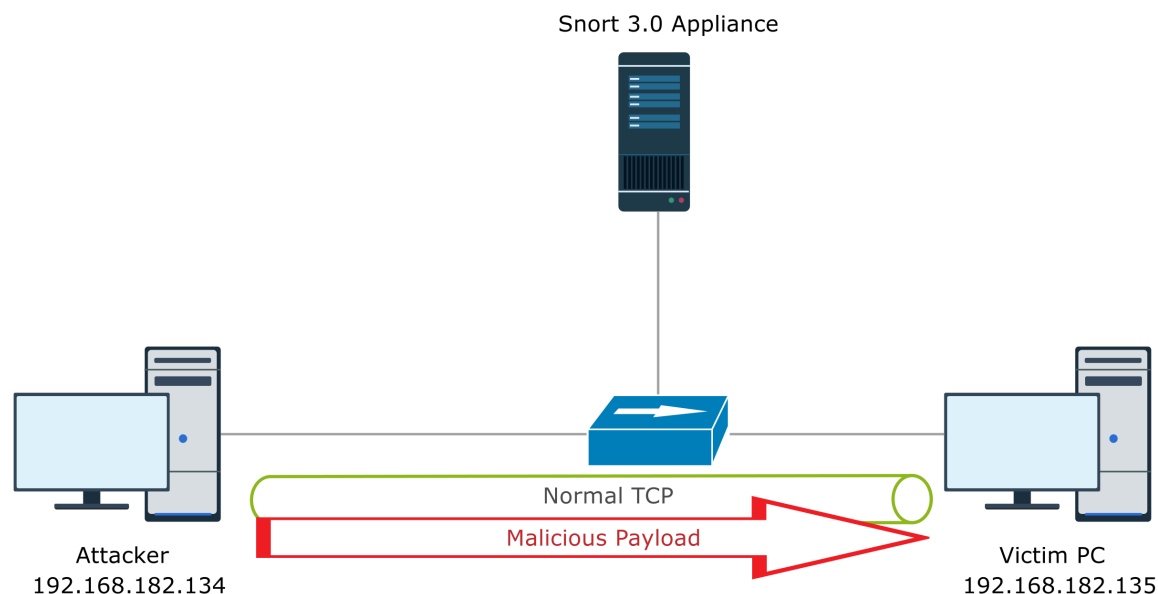 Snort 3.0 Appliance
Normal TCP
Malicious Payload
Attacker
192.168.182.134
Victim PC
192.168.182.135